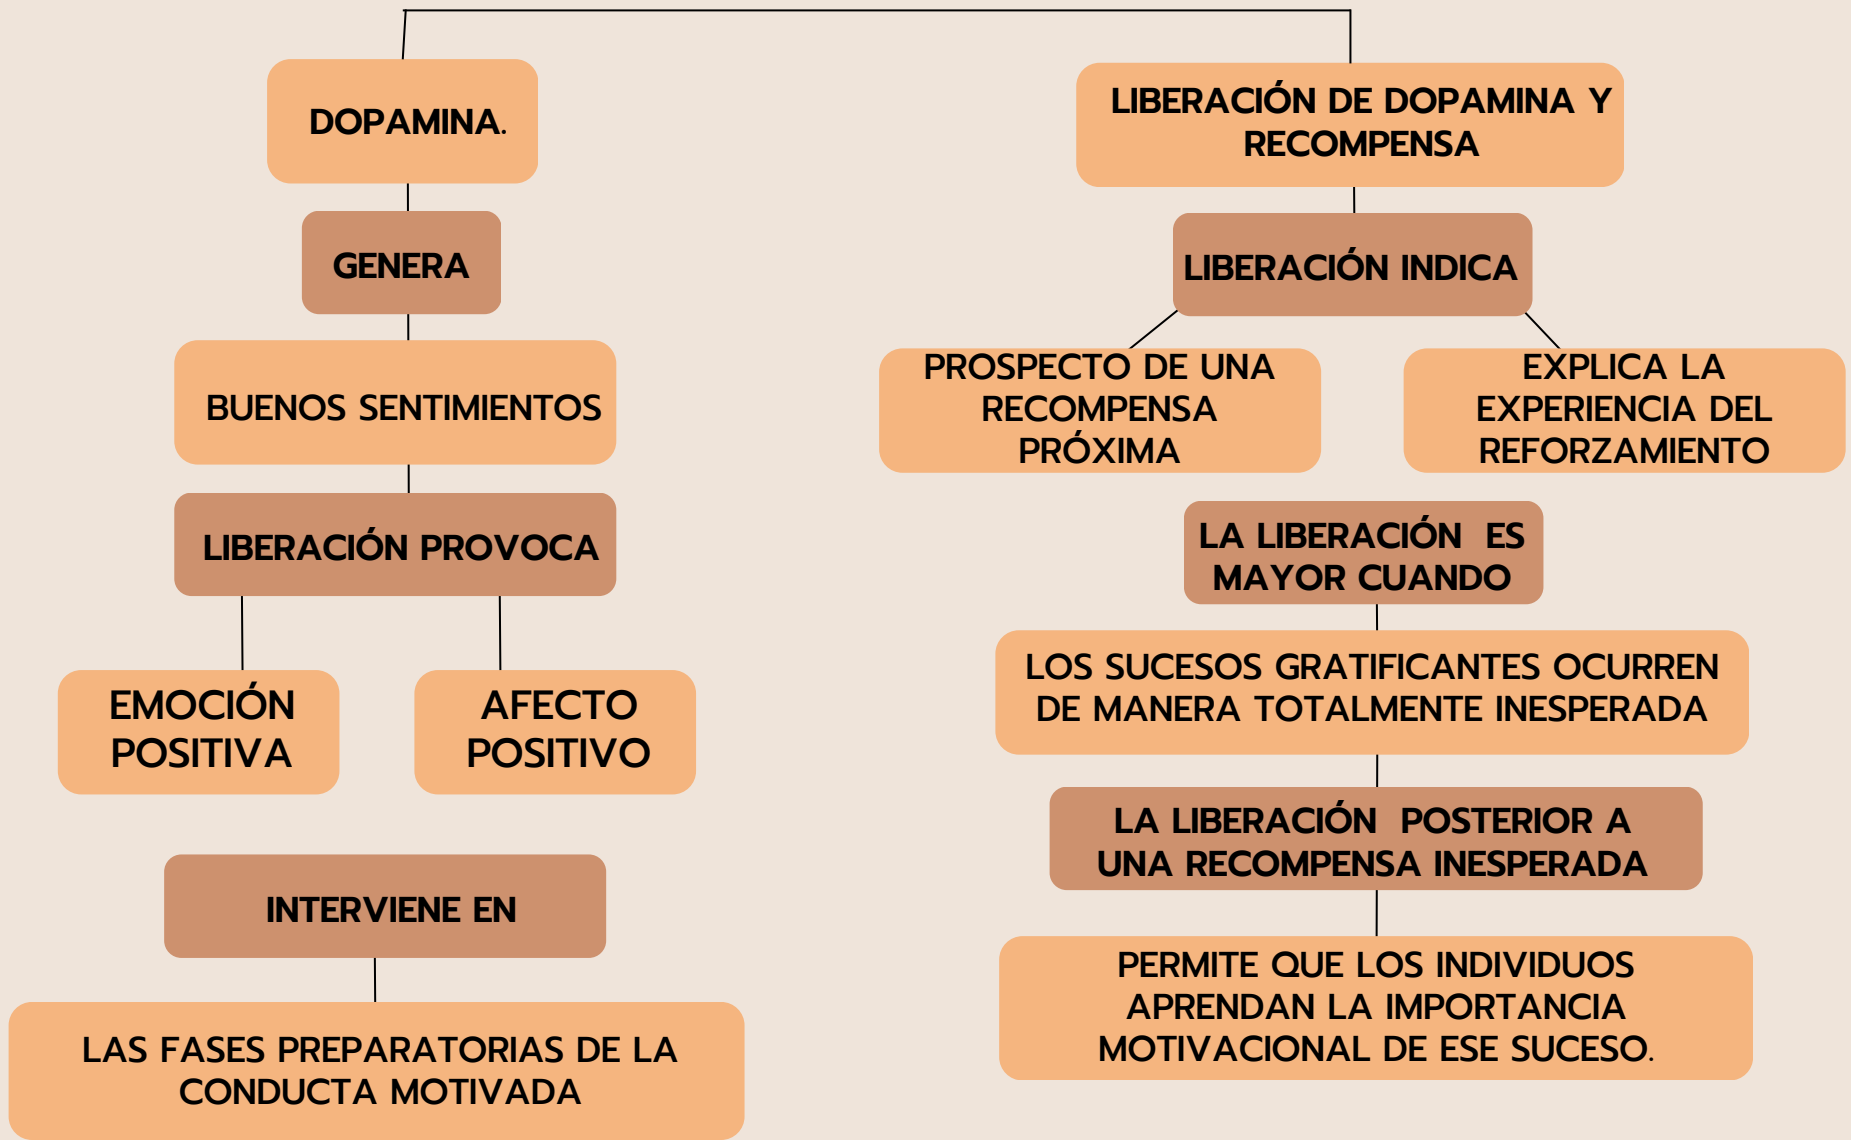 DOPAMINA.
GENERA
BUENOS SENTIMIENTOS
LIBERACIÓN PROVOCA
EMOCIÓN
POSITIVA
AFECTO
POSITIVO
INTERVIENE EN
LAS FASES PREPARATORIAS DE LA
CONDUCTA MOTIVADA
LIBERACIÓN DE DOPAMINA Y
RECOMPENSA
LIBERACIÓN INDICA
PROSPECTO DE UNA
RECOMPENSA
PRÓXIMA
EXPLICA LA
EXPERIENCIA DEL
REFORZAMIENTO
LA LIBERACIÓN ES
MAYOR CUANDO
LOS SUCESOS GRATIFICANTES OCURREN
DE MANERA TOTALMENTE INESPERADA
LA LIBERACIÓN POSTERIOR A
UNA RECOMPENSA INESPERADA
PERMITE QUE LOS INDIVIDUOS
APRENDAN LA IMPORTANCIA
MOTIVACIONAL DE ESE SUCESO.